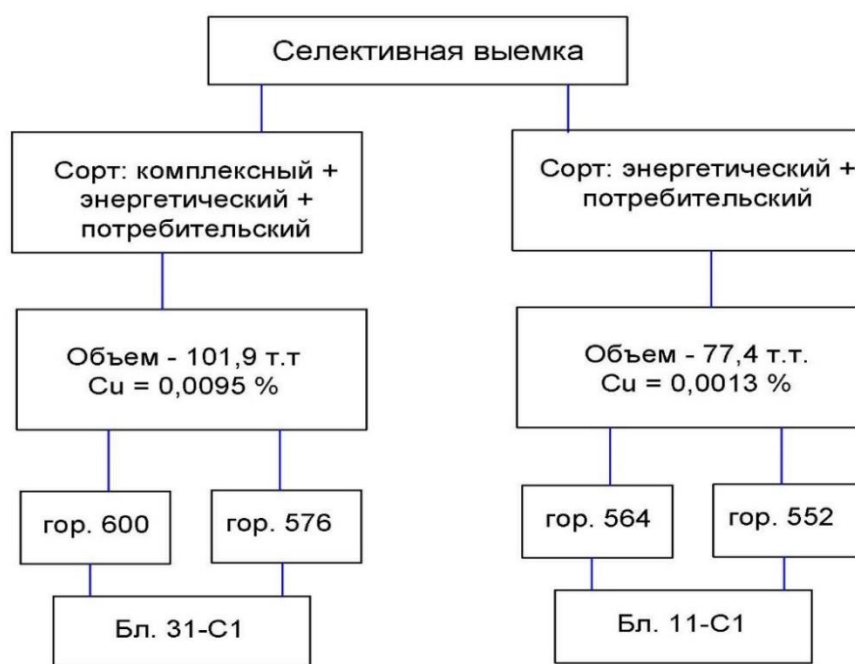 Селективная выемка
Сорт: комплексный +
энергетический +
потребительский
Сорт: энергетический +
потребительский
Объем - 101,9 т.т
Cu = 0,0095 %
Объем - 77,4 т.т.
Cu = 0,0013 %
гор. 600
гор. 576
гор. 564
гор. 552
Бл. 31-С1
Бл. 11-С1